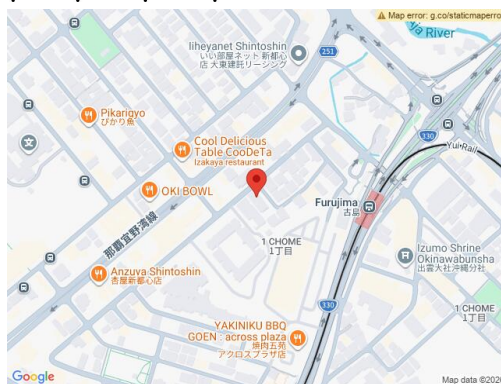 Map error: g.co/staticmaperro
a River
Iiheyanet Shintoshin
いい部屋ネット 新都心
店 大東建託リーシング
251
Pikarigyo
ぴかり魚
Cool Delicious
Table CooDeTa
Izakaya restaurant
330
Yui Rail
OKI BOWL
Furujima
古島
那覇宜野湾線
1 CHOME
1丁目
Izumo Shrine
Okinawabunsha
出雲大社沖縄分社
Anzuya Shintoshin
杏屋新都心店
330
1 CHOME
1丁目
YAKINIKU BBQ
GOEN : across plaza
焼肉五苑
アクロスプラザ店
Google
Map data ©202